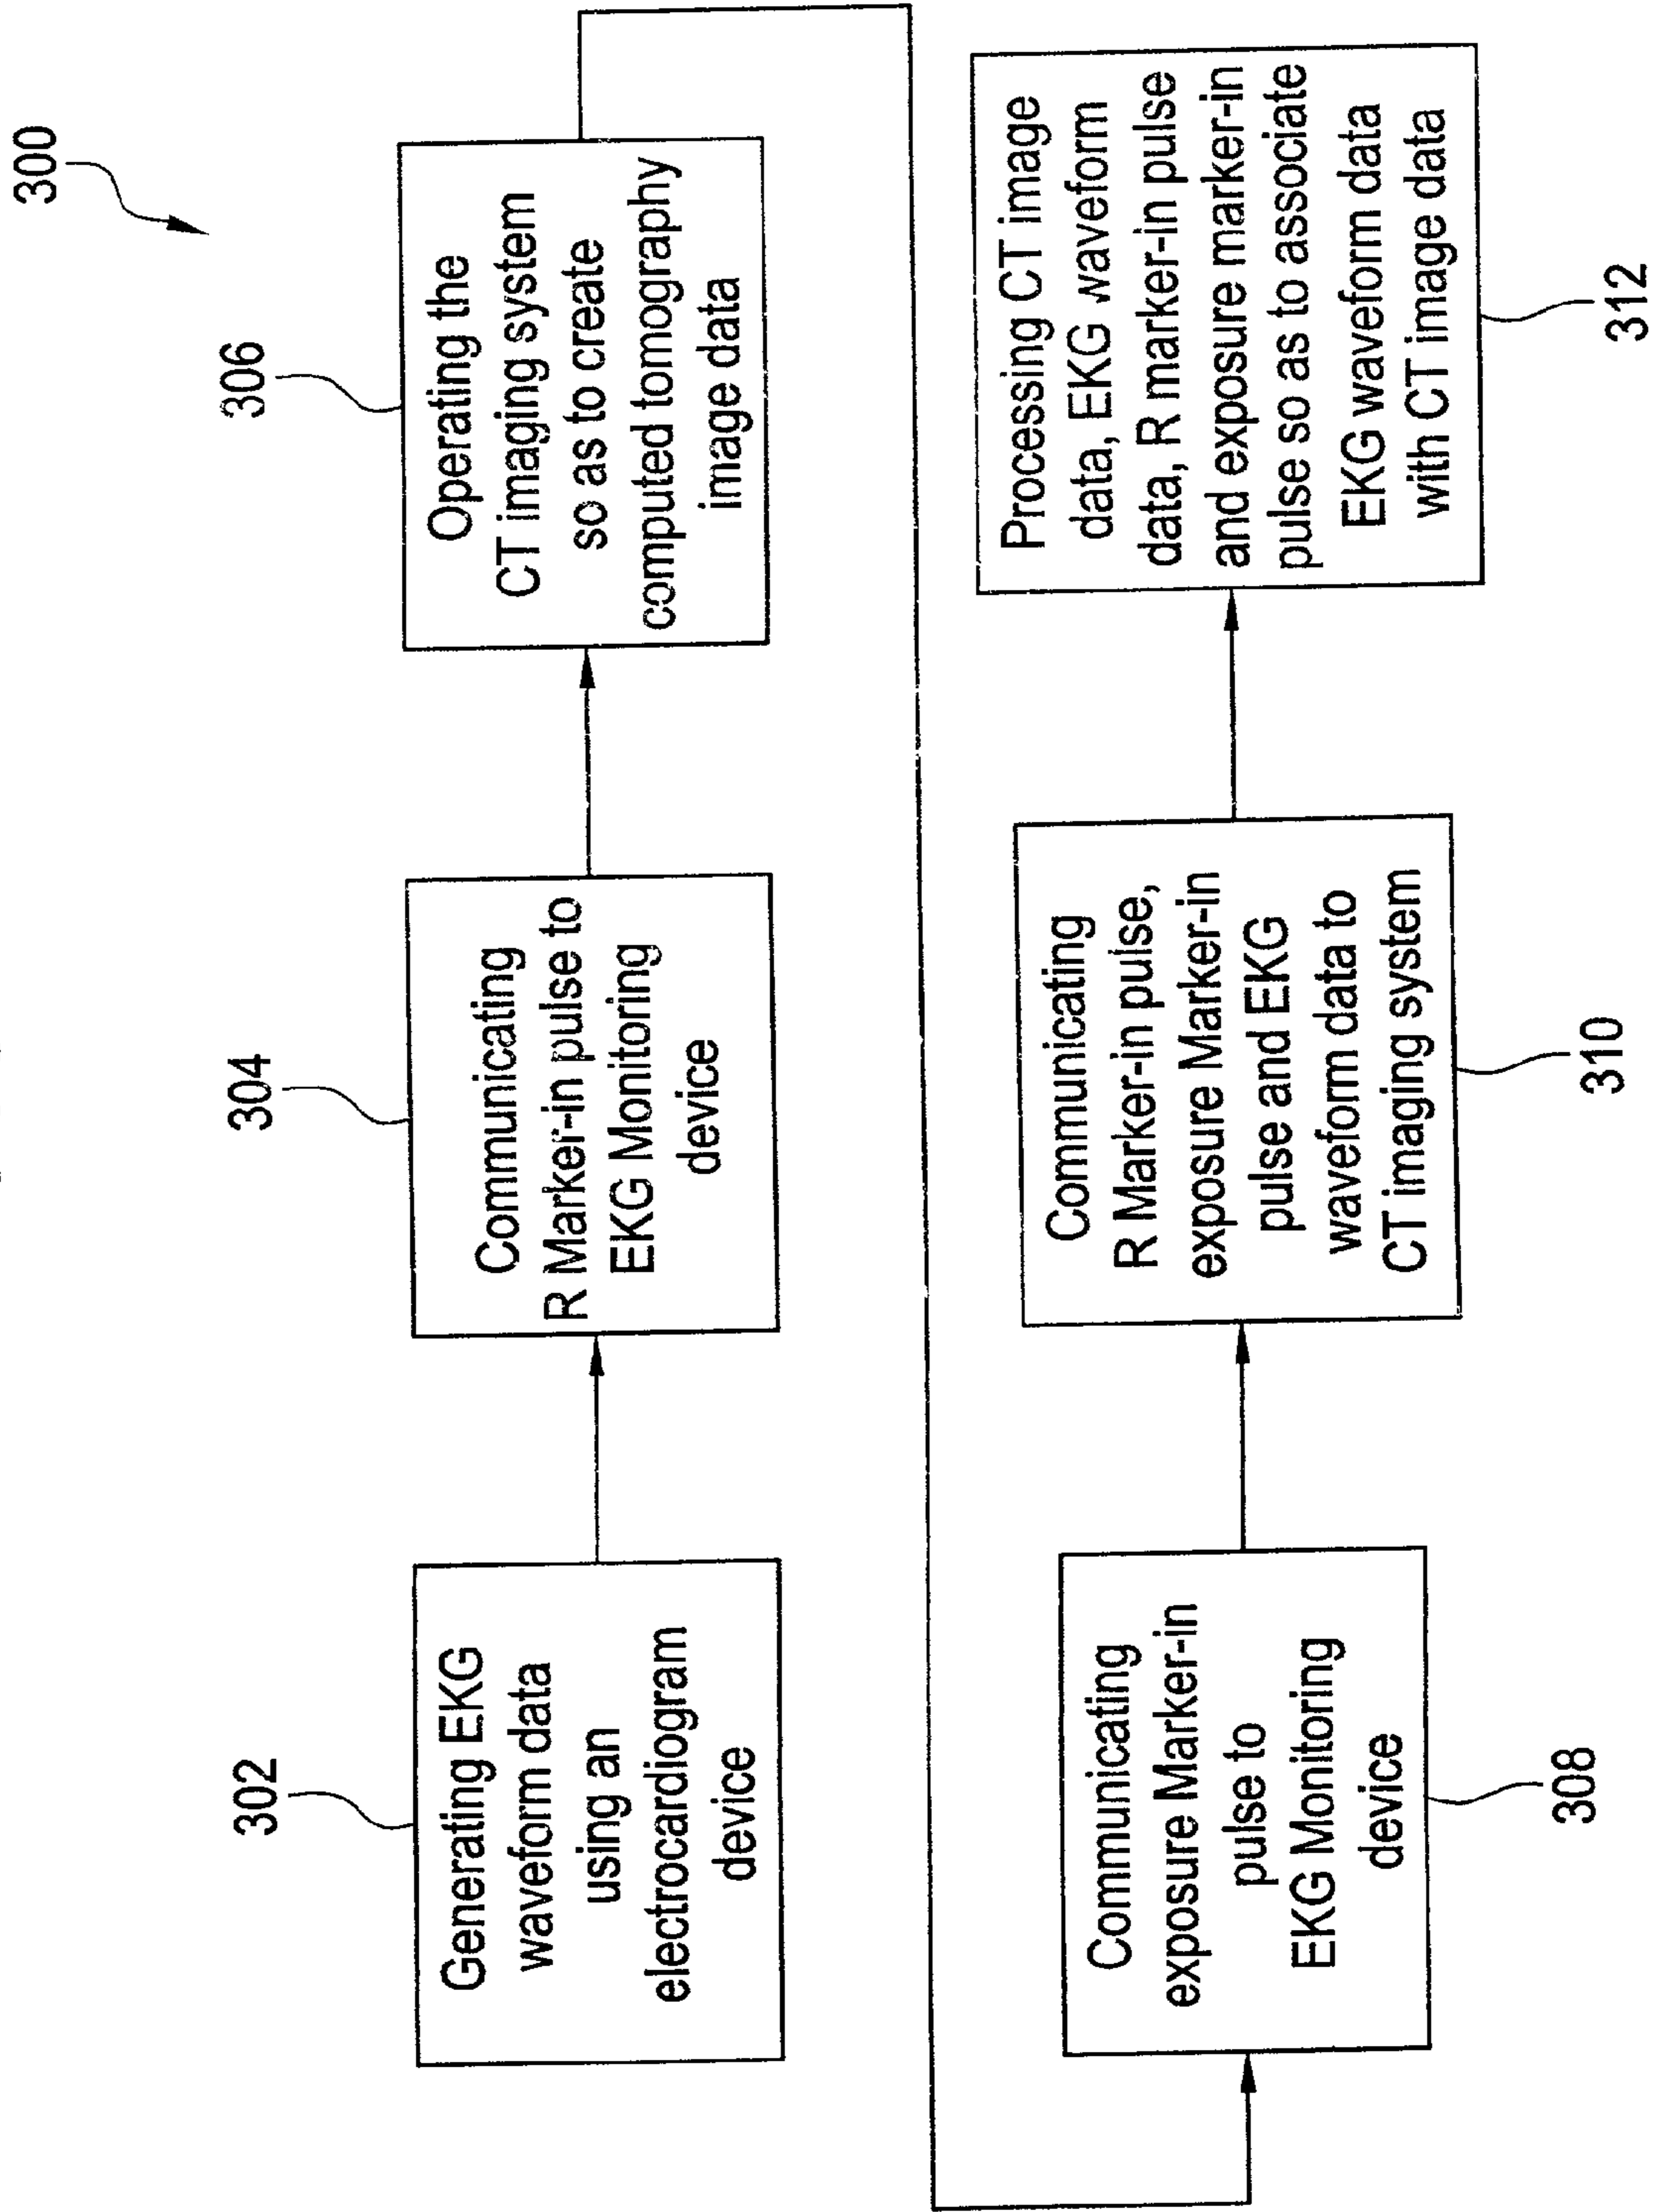 300
302
Generating EKG
waveform data
using an
electrocardiogram
device
304
Communicating
R Marker-in pulse to
EKG Monitoring
device
306
Operating the
CT imaging system
so as to create
computed tomography
image data
Communicating
exposure Marker-in
pulse to
EKG Monitoring
device
308
Communicating
R Marker-in pulse,
exposure Marker-in
pulse and EKG
waveform data to
CT imaging system
310
Processing CT image
data, EKG waveform
data, R marker-in pulse
and exposure marker-in
pulse so as to associate
EKG waveform data
with CT image data
312